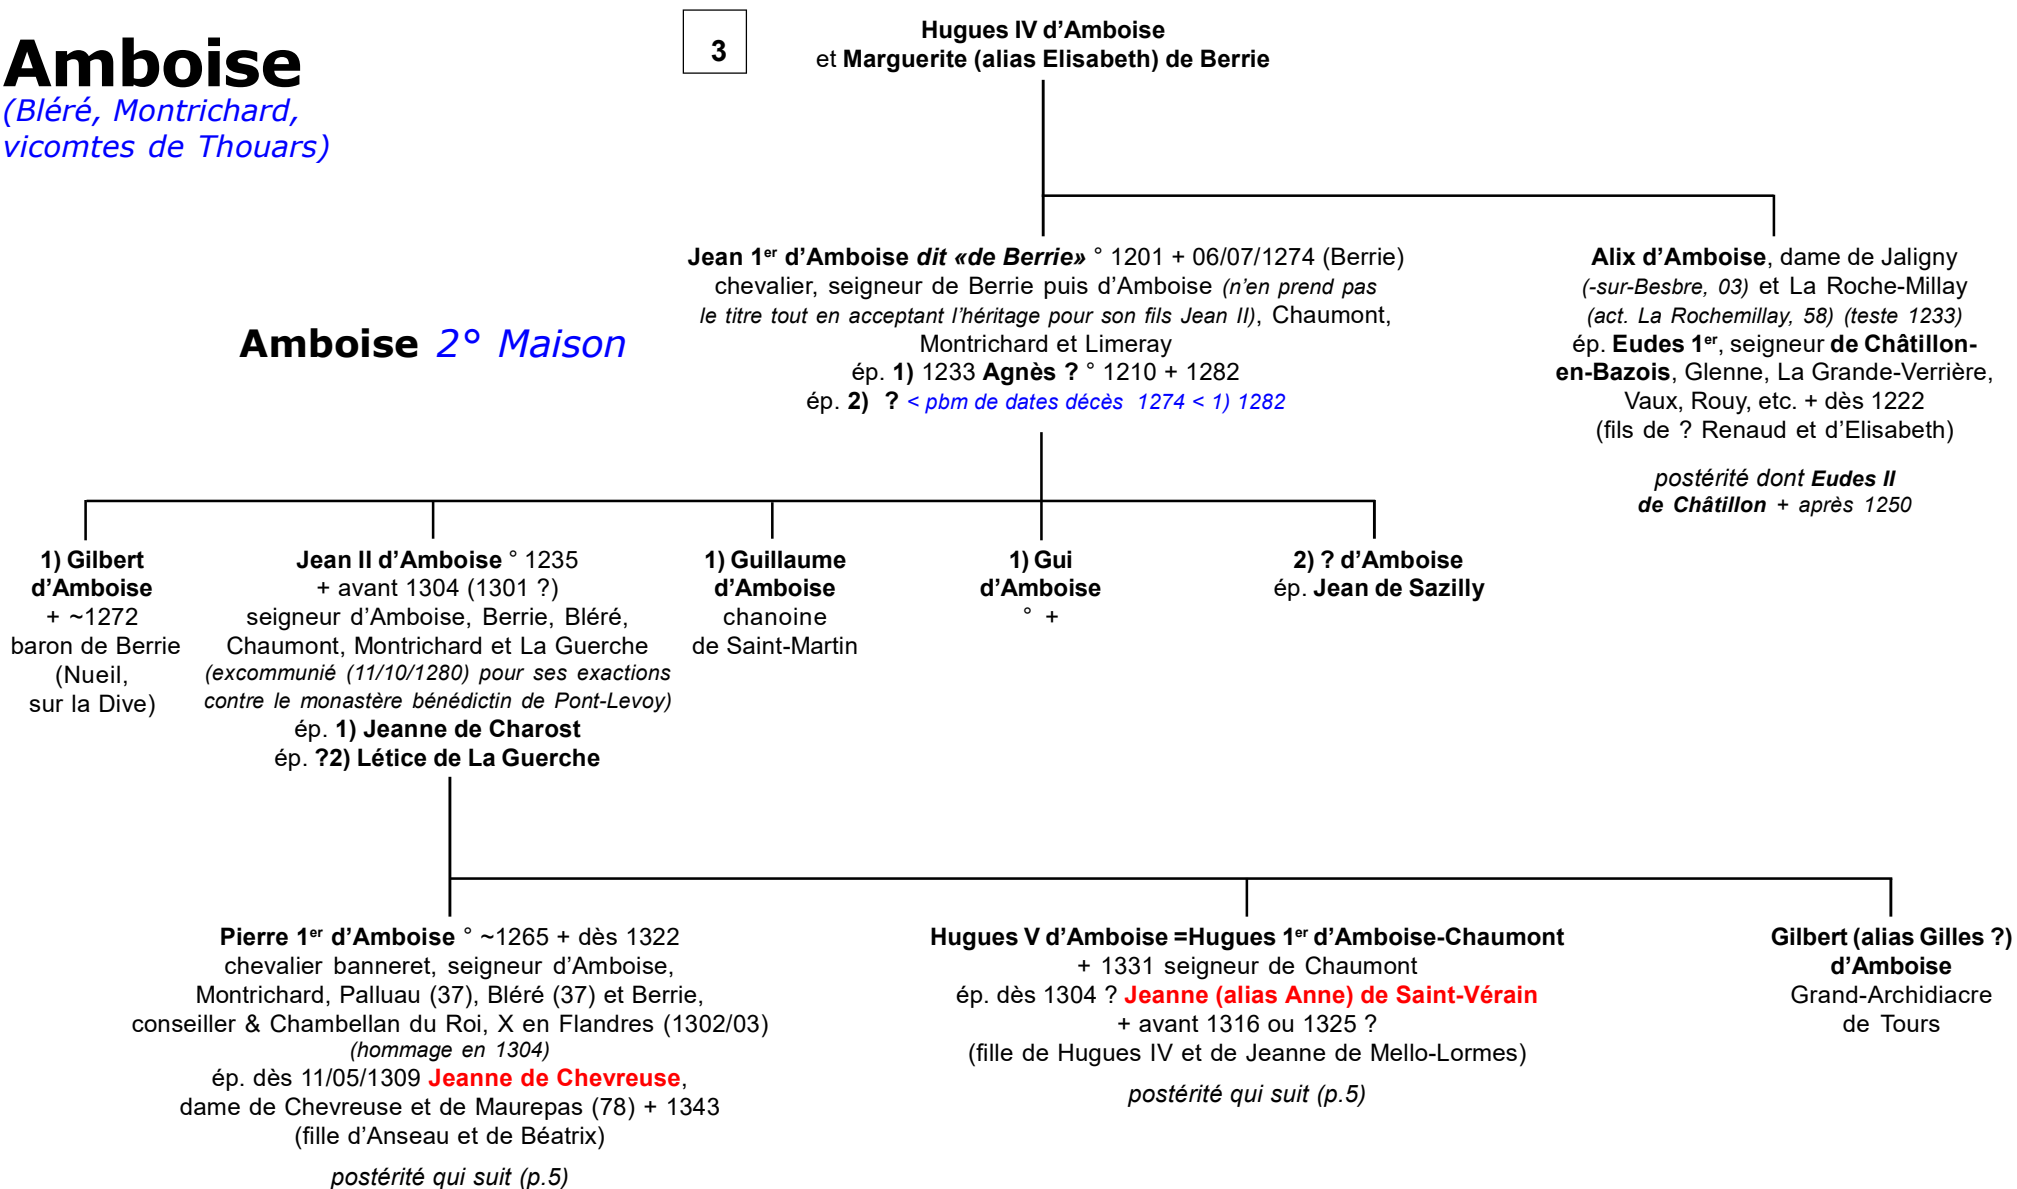 Amboise
(Bléré, Montrichard,
vicomtes de Thouars)
3
Hugues IV d'Amboise
et Marguerite (alias Elisabeth) de Berrie
Amboise 2° Maison
Jean 1er d'Amboise dit «de Berrie» ° 1201 + 06/07/1274 (Berrie)
chevalier, seigneur de Berrie puis d'Amboise (n'en prend pas
le titre tout en acceptant l'héritage pour son fils Jean II), Chaumont,
Montrichard et Limeray
ép. 1) 1233 Agnès ? ° 1210 + 1282
ép. 2) ? < pbm de dates décès 1274 < 1) 1282
Alix d'Amboise, dame de Jaligny
(-sur-Besbre, 03) et La Roche-Millay
(act. La Rochemillay, 58) (teste 1233)
ép. Eudes 1er, seigneur de Châtillon-
en-Bazois, Glenne, La Grande-Verrière,
Vaux, Rouy, etc. + dès 1222
(fils de ? Renaud et d'Elisabeth)
postérité dont Eudes II
de Châtillon + après 1250
1) Gilbert
d'Amboise
+ ~1272
baron de Berrie
(Nueil,
sur la Dive)
Jean II d'Amboise ° 1235
+ avant 1304 (1301 ?)
seigneur d'Amboise, Berrie, Bléré,
Chaumont, Montrichard et La Guerche
(excommunié (11/10/1280) pour ses exactions
contre le monastère bénédictin de Pont-Levoy)
ép. 1) Jeanne de Charost
ép. ?2) Létice de La Guerche
1) Guillaume
d'Amboise
chanoine
de Saint-Martin
1) Gui
d'Amboise
° +
2) ? d'Amboise
ép. Jean de Sazilly
Pierre 1er d'Amboise ° ~1265 + dès 1322
chevalier banneret, seigneur d'Amboise,
Montrichard, Palluau (37), Bléré (37) et Berrie,
conseiller & Chambellan du Roi, X en Flandres (1302/03)
(hommage en 1304)
ép. dès 11/05/1309 Jeanne de Chevreuse,
dame de Chevreuse et de Maurepas (78) + 1343
(fille d'Anseau et de Béatrix)
postérité qui suit (p.5)
Hugues V d'Amboise =Hugues 1er d'Amboise-Chaumont
+ 1331 seigneur de Chaumont
ép. dès 1304 ? Jeanne (alias Anne) de Saint-Vérain
+ avant 1316 ou 1325 ?
(fille de Hugues IV et de Jeanne de Mello-Lormes)
postérité qui suit (p.5)
Gilbert (alias Gilles ?)
d'Amboise
Grand-Archidiacre
de Tours